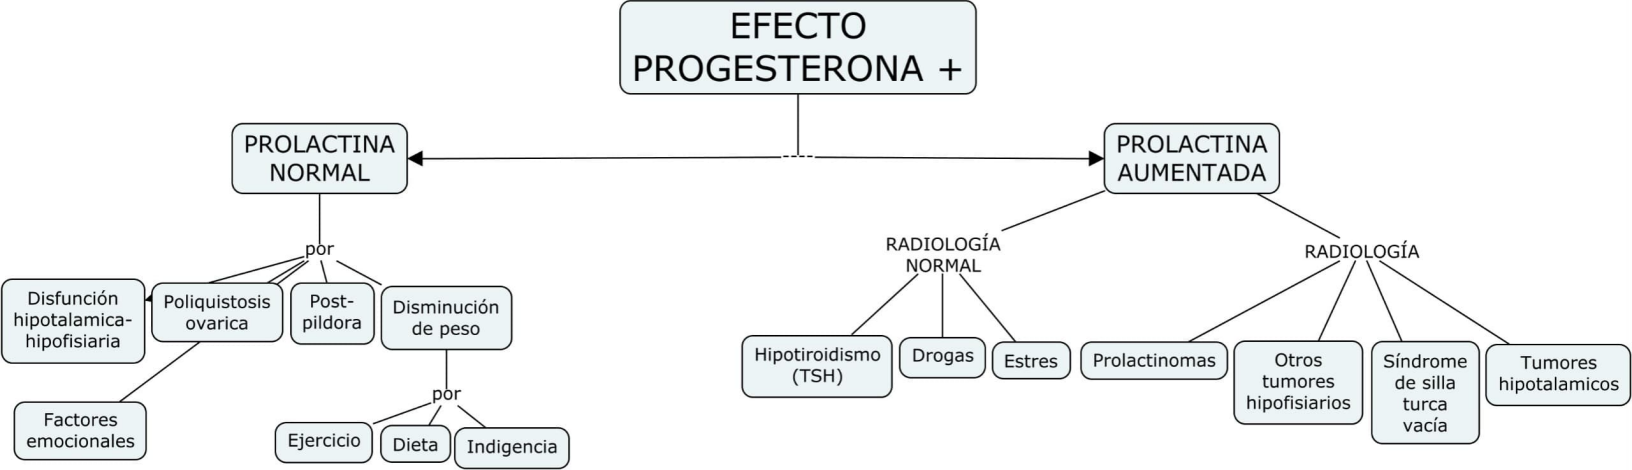 EFECTO
PROGESTERONA +
PROLACTINA
NORMAL
PROLACTINA
AUMENTADA
por
Disfunción
hipotalamica-
hipofisiaria
Poliquistosis
ovarica
Post-
pildora
Disminución
de peso
Factores
emocionales
por
Ejercicio
Dieta
Indigencia
RADIOLOGÍA
NORMAL
Hipotiroidismo
(TSH)
Drogas
Estres
RADIOLOGÍA
Prolactinomas
Otros
tumores
hipofisiarios
Síndrome
de silla
turca
vacía
Tumores
hipotalamicos